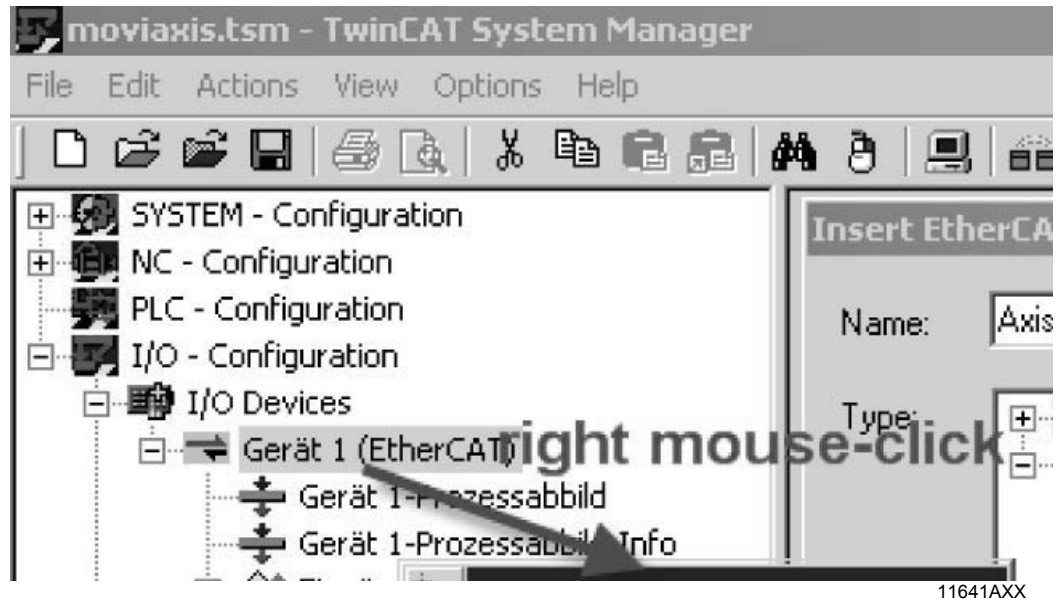 moviaxis.tsm - TwinCAT System Manager
File Edit Actions View Options Help
SYSTEM - Configuration
NC - Configuration
PLC - Configuration
I/O - Configuration
I/O Devices
Gerät 1 (EtherCAT)
right mouse-click
Gerät 1-Prozessabbild
Gerät 1-Prozessabbild-Info
Insert EtherCA
Name: Axis
Type:
11641AXX